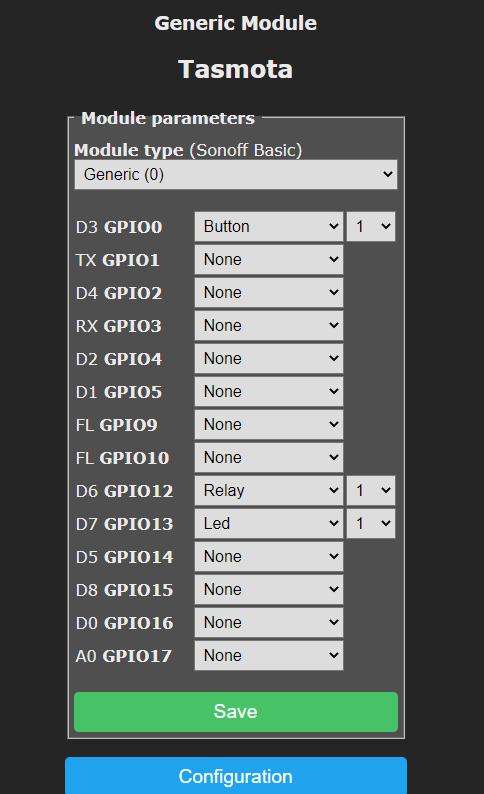 Generic Module
Tasmota
Module parameters
Module type (Sonoff Basic)
Generic (0)
D3 GPIO0 Button 1
TX GPIO1 None
D4 GPIO2 None
RX GPIO3 None
D2 GPIO4 None
D1 GPIO5 None
FL GPIO9 None
FL GPIO10 None
D6 GPIO12 Relay 1
D7 GPIO13 Led 1
D5 GPIO14 None
D8 GPIO15 None
D0 GPIO16 None
A0 GPIO17 None
Save
Configuration